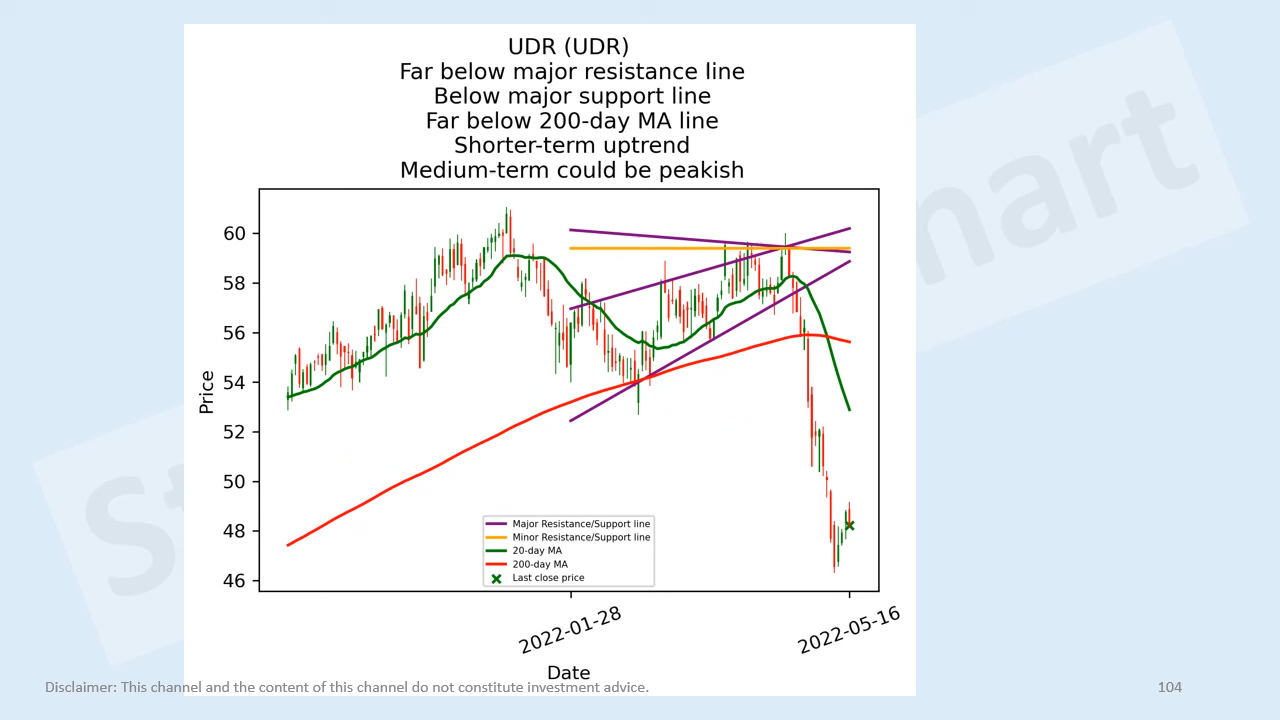 UDR (UDR)
Far below major resistance line
Below major support line
Far below 200-day MA line
Shorter-term uptrend
Medium-term could be peakish
60
58
56
54
52
50
48
46
Price
Major Resistance/Support line
Minor Resistance/Support line
20-day MA
200-day MA
Last close price
2022-01-28
2022-05-16
Date
Disclaimer: This channel and the content of this channel do not constitute investment advice.
104